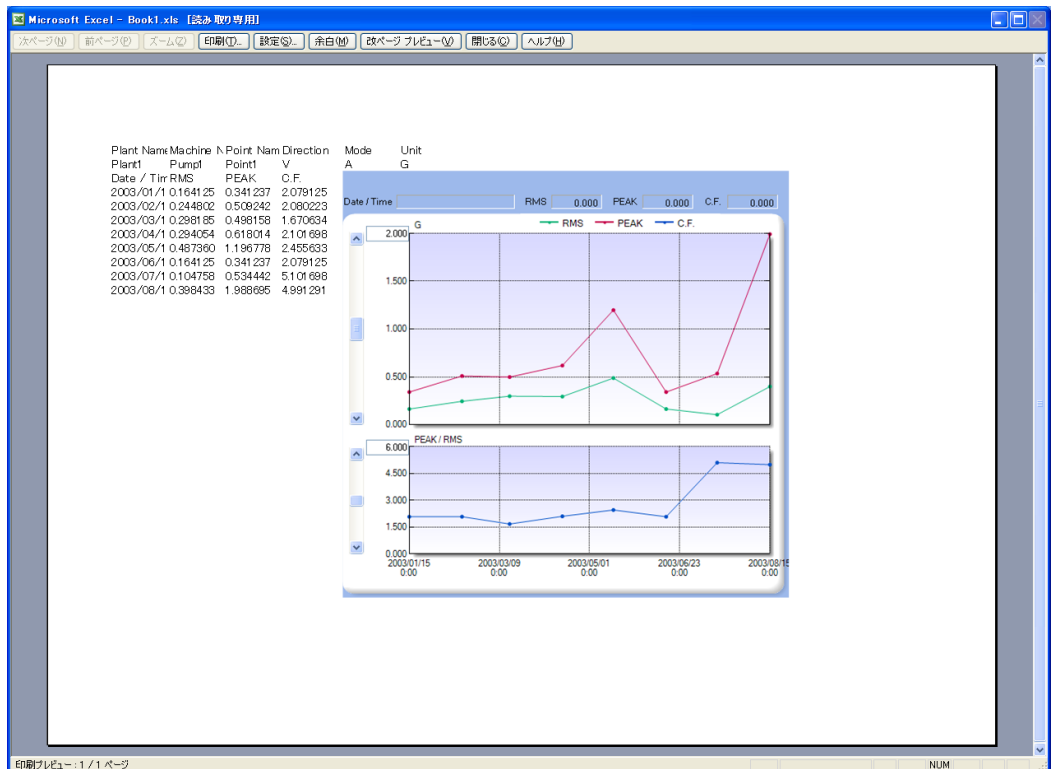 Microsoft Excel - Book1.xls [読み取り専用]
次ページ(N) 前ページ(P) ズーム(Z) 印刷(T)... 設定(S)... 余白(M) 改ページ プレビュー(V) 閉じる(C) ヘルプ(H)
Plant Name Machine N Point Nam Direction Mode Unit
Plant1 Pump1 Point1 V A G
Date / Tim RMS PEAK C.F.
2003/01/1 0.164125 0.341237 2.079125
2003/02/1 0.244802 0.509242 2.080223
2003/03/1 0.298185 0.498158 1.670634
2003/04/1 0.294054 0.618014 2.101698
2003/05/1 0.487360 1.196778 2.455633
2003/06/1 0.164125 0.341237 2.079125
2003/07/1 0.104758 0.534442 5.101698
2003/08/1 0.398433 1.988695 4.991291
Date / Time RMS 0.000 PEAK 0.000 C.F. 0.000
G RMS PEAK C.F.
2.000
1.500
1.000
0.500
0.000
PEAK / RMS
6.000
4.500
3.000
1.500
0.000
2003/01/15 2003/03/09 2003/05/01 2003/06/23 2003/08/15
0:00 0:00 0:00 0:00 0:00
印刷プレビュー : 1 / 1 ページ NUM